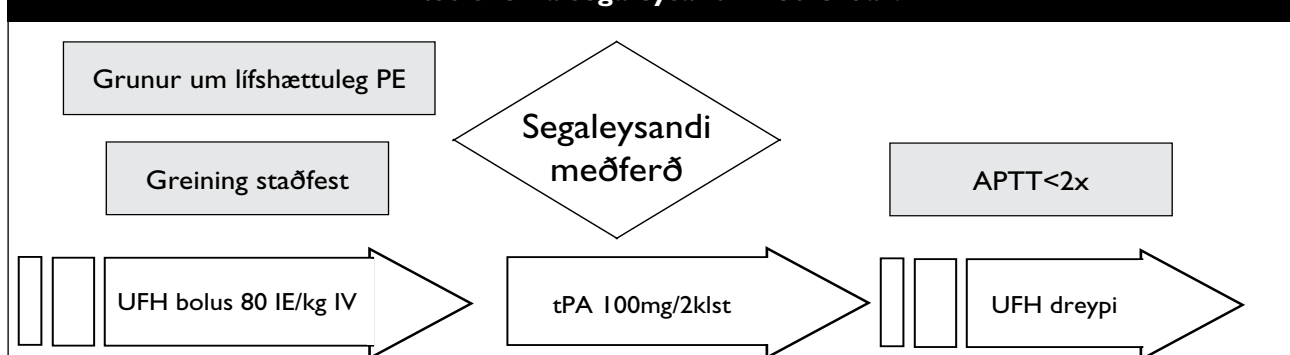 Grunur um lífshættuleg PE
Greining staðfest
Segaleysandi
meðferð
APTT<2x
UFH bolus 80 IE/kg IV
tPA 100mg/2klst
UFH dreypi